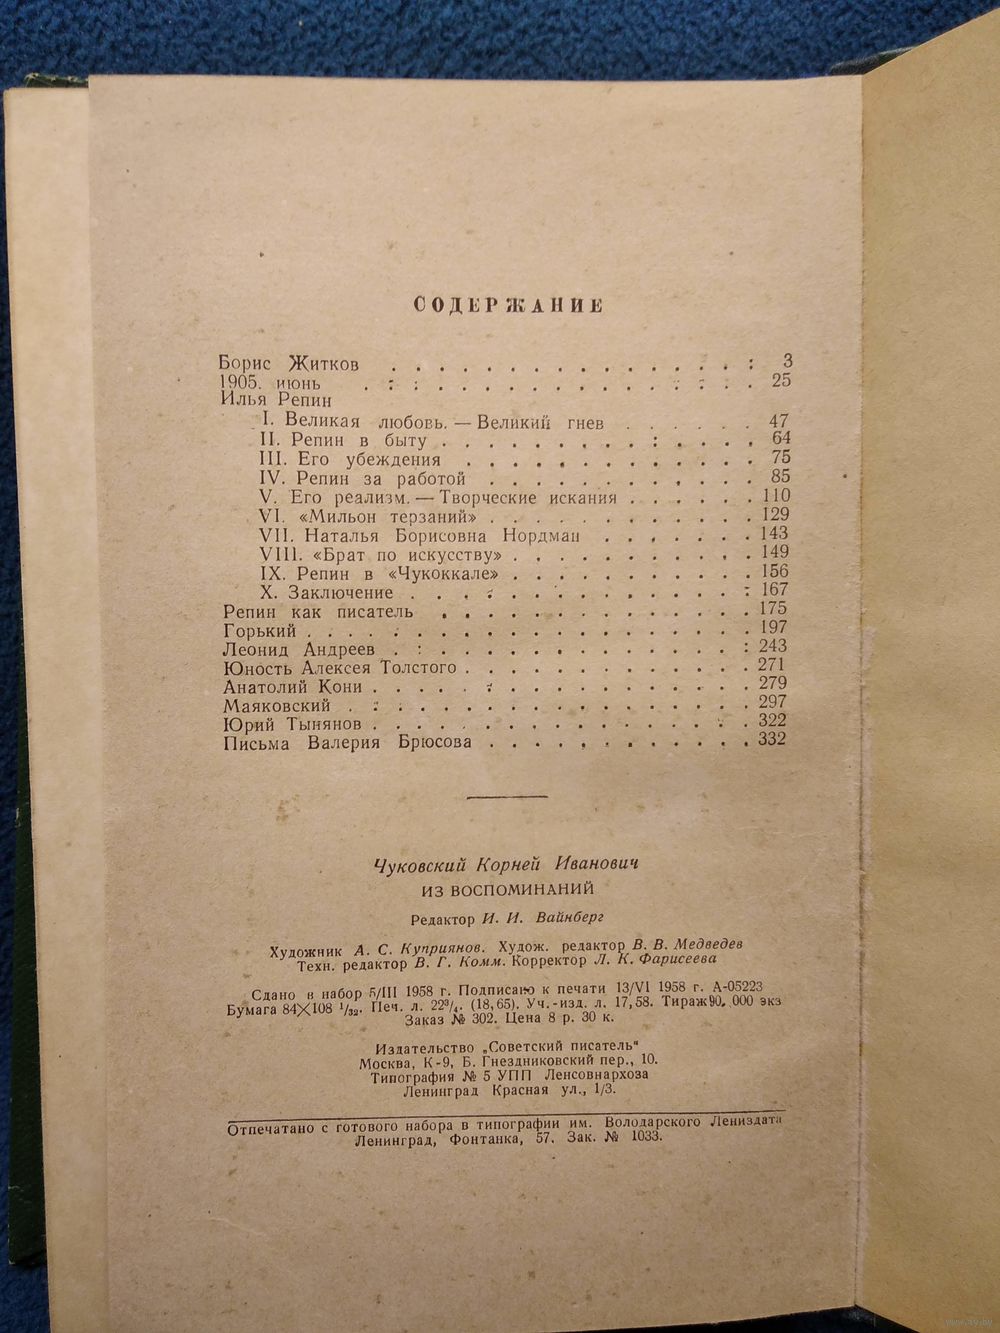 СОДЕРЖАНИЕ
Борис Житков . . . . . . . . . . . . . . . . : 3
1905. июнь . : : . . . . . . . . . . . . . . 25
Илья Репин
I. Великая любовь. — Великий гнев . . . . . . 47
II. Репин в быту . . . . . . . . . : . . . . 64
III. Его убеждения . . . . . . . . . . . . . 75
IV. Репин за работой . . . . . . . . . . . . 85
V. Его реализм. — Творческие искания . . . . . . 110
VI. «Мильон терзаний» . . . . . . . . . . . . 129
VII. Наталья Борисовна Нордман . . . . . . . 143
VIII. «Брат по искусству» . . . . . . . . . . . 149
IX. Репин в «Чукоккале» . . . . . . . . . . . 156
X. Заключение . . . : . . . . . . . . . . : 167
Репин как писатель . . . . . . . . . . . . . . 175
Горький . . . . . . . . . . . . . . . . . . . . 197
Леонид Андреев . : . . . . . . . . . . . . . . : 243
Юность Алексея Толстого . . . . . . . . . . . . . 271
Анатолий Кони . . . . . : . . . . . . . . . . . 279
Маяковский . : . . . . . . . . . . . . . . . . 297
Юрий Тынянов . . . . . . . . . . . . . . . : . 322
Письма Валерия Брюсова . . . . . . . . . . . . 332
Чуковский Корней Иванович
ИЗ ВОСПОМИНАНИЙ
Редактор И. И. Вайнберг
Художник А. С. Куприянов. Худож. редактор В. В. Медведев
Техн. редактор В. Г. Комм. Корректор Л. К. Фарисеева
Сдано в набор 5/III 1958 г. Подписано к печати 13/VI 1958 г. А-05223
Бумага 84×108 1/32. Печ. л. 22³/₄. (18,65). Уч.-изд. л. 17,58. Тираж 90. 000 экз
Заказ № 302. Цена 8 р. 30 к.
Издательство „Советский писатель"
Москва, К-9, Б. Гнездниковский пер., 10.
Типография № 5 УПП Ленсовнархоза
Ленинград Красная ул., 1/3.
Отпечатано с готового набора в типографии им. Володарского Лениздата
Ленинград, Фонтанка, 57. Зак. № 1033.